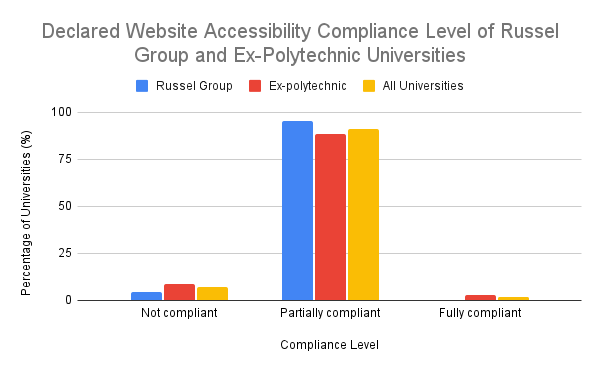 Declared Website Accessibility Compliance Level of Russel
Group and Ex-Polytechnic Universities
Russel Group
Ex-polytechnic
All Universities
Percentage of Universities (%)
100
75
50
25
0
Not compliant
Partially compliant
Fully compliant
Compliance Level